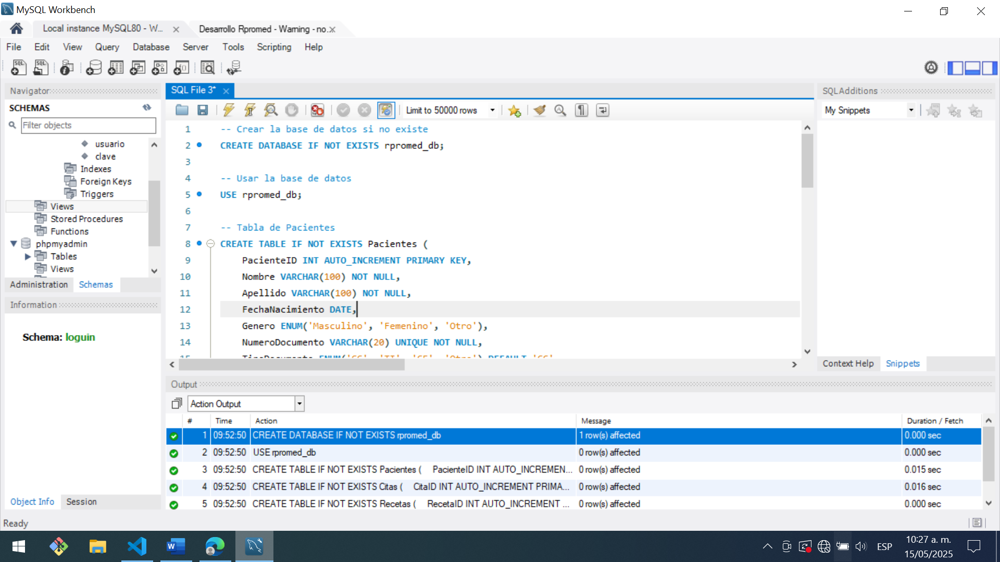 MySQL Workbench
Local instance MySQL80 - W...
Desarrollo Rpromed - Warning - no...
File Edit View Query Database Server Tools Scripting Help
Navigator
SCHEMAS
Filter objects
usuario
clave
Indexes
Foreign Keys
Triggers
Views
Stored Procedures
Functions
phpmyadmin
Tables
Views
Administration Schemas
Information
Schema: loguin
Object Info Session
SQL File 3*
Limit to 50000 rows
1 -- Crear la base de datos si no existe
2 CREATE DATABASE IF NOT EXISTS rpromed_db;
3
4 -- Usar la base de datos
5 USE rpromed_db;
6
7 -- Tabla de Pacientes
8 CREATE TABLE IF NOT EXISTS Pacientes (
9 PacienteID INT AUTO_INCREMENT PRIMARY KEY,
10 Nombre VARCHAR(100) NOT NULL,
11 Apellido VARCHAR(100) NOT NULL,
12 FechaNacimiento DATE,
13 Genero ENUM('Masculino', 'Femenino', 'Otro'),
14 NumeroDocumento VARCHAR(20) UNIQUE NOT NULL,
15 TipoDocumento ENUM('CC', 'TI', 'CE', 'Otro') DEFAULT 'CC'
SQLAdditions
My Snippets
Context Help Snippets
Output
Action Output
# Time Action Message Duration / Fetch
1 09:52:50 CREATE DATABASE IF NOT EXISTS rpromed_db 1 row(s) affected 0.000 sec
2 09:52:50 USE rpromed_db 0 row(s) affected 0.000 sec
3 09:52:50 CREATE TABLE IF NOT EXISTS Pacientes ( PacienteID INT AUTO_INCREMEN... 0 row(s) affected 0.015 sec
4 09:52:50 CREATE TABLE IF NOT EXISTS Citas ( CitaID INT AUTO_INCREMENT PRIMA... 0 row(s) affected 0.016 sec
5 09:52:50 CREATE TABLE IF NOT EXISTS Recetas ( RecetaID INT AUTO_INCREMENT ... 0 row(s) affected 0.000 sec
Ready
ESP
10:27 a. m.
15/05/2025